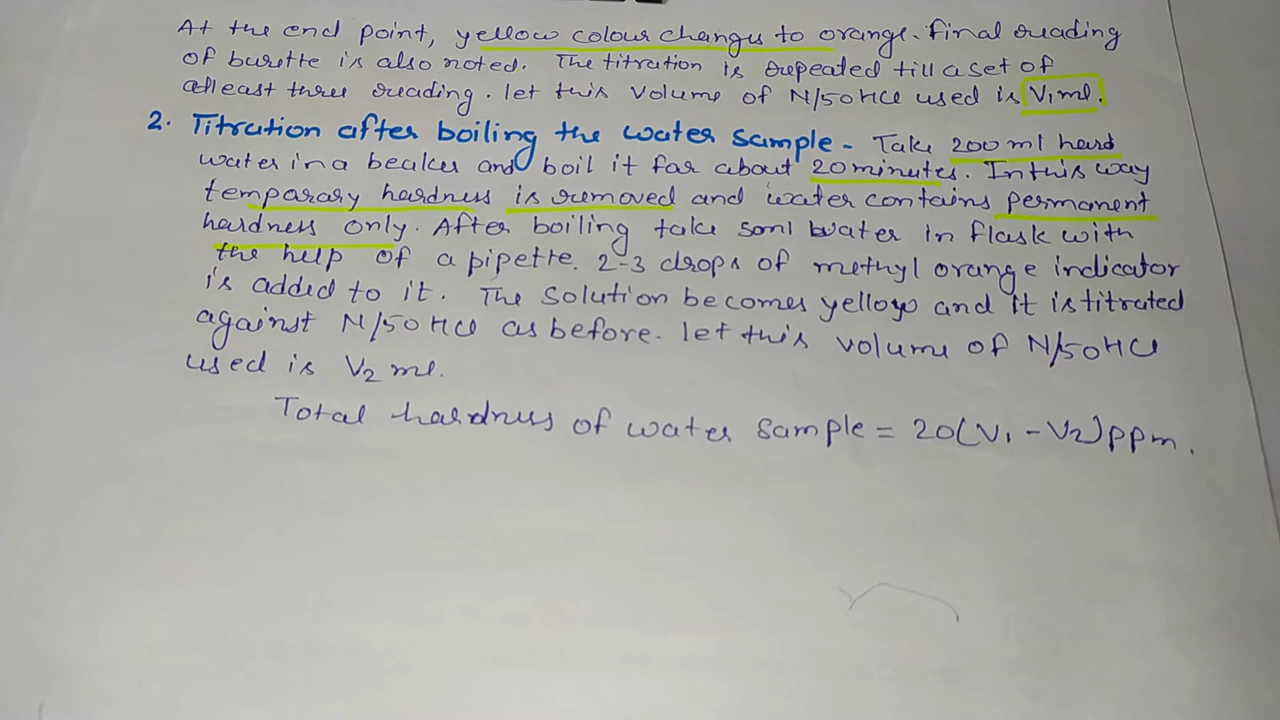 At the end point, yellow colour changes to orange. Final reading
of burette is also noted. The titration is repeated till a set of
atleast three reading. let this volume of N/50 HCl used is V₁ ml.
2. Titration after boiling the water sample - Take 200 ml hard
water in a beaker and boil it for about 20 minutes. In this way
temparary hardness is removed and water contains permanent
hardness only. After boiling take 50ml water in flask with
the help of a pipette. 2-3 drops of methyl orange indicator
is added to it. The solution becomes yellow and it is titrated
against N/50 HCl as before. let this volume of N/50 HCl
used is V₂ ml.
Total hardness of water sample = 20(V₁ - V₂) ppm.